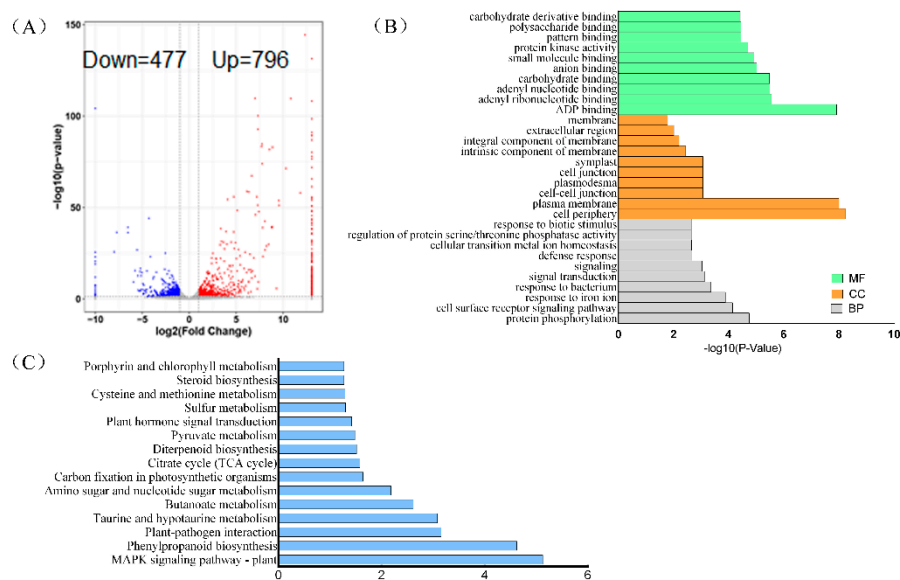 （A）
Down=477 Up=796
150
100
50
0
-10 -5 0 5 10
-log10(p-value)
log2(Fold Change)
（B）
carbohydrate derivative binding
polysaccharide binding
pattern binding
protein kinase activity
small molecule binding
anion binding
carbohydrate binding
adenyl nucleotide binding
adenyl ribonucleotide binding
ADP binding
membrane
extracellular region
integral component of membrane
intrinsic component of membrane
symplast
cell junction
plasmodesma
cell-cell junction
plasma membrane
cell periphery
response to biotic stimulus
regulation of protein serine/threonine phosphatase activity
cellular transition metal ion homeostasis
defense response
signaling
signal transduction
response to bacterium
response to iron ion
cell surface receptor signaling pathway
protein phosphorylation
MF
CC
BP
0 2 4 6 8 10
-log10(P-Value)
（C）
Porphyrin and chlorophyll metabolism
Steroid biosynthesis
Cysteine and methionine metabolism
Sulfur metabolism
Plant hormone signal transduction
Pyruvate metabolism
Diterpenoid biosynthesis
Citrate cycle (TCA cycle)
Carbon fixation in photosynthetic organisms
Amino sugar and nucleotide sugar metabolism
Butanoate metabolism
Taurine and hypotaurine metabolism
Plant-pathogen interaction
Phenylpropanoid biosynthesis
MAPK signaling pathway - plant
0 2 4 6